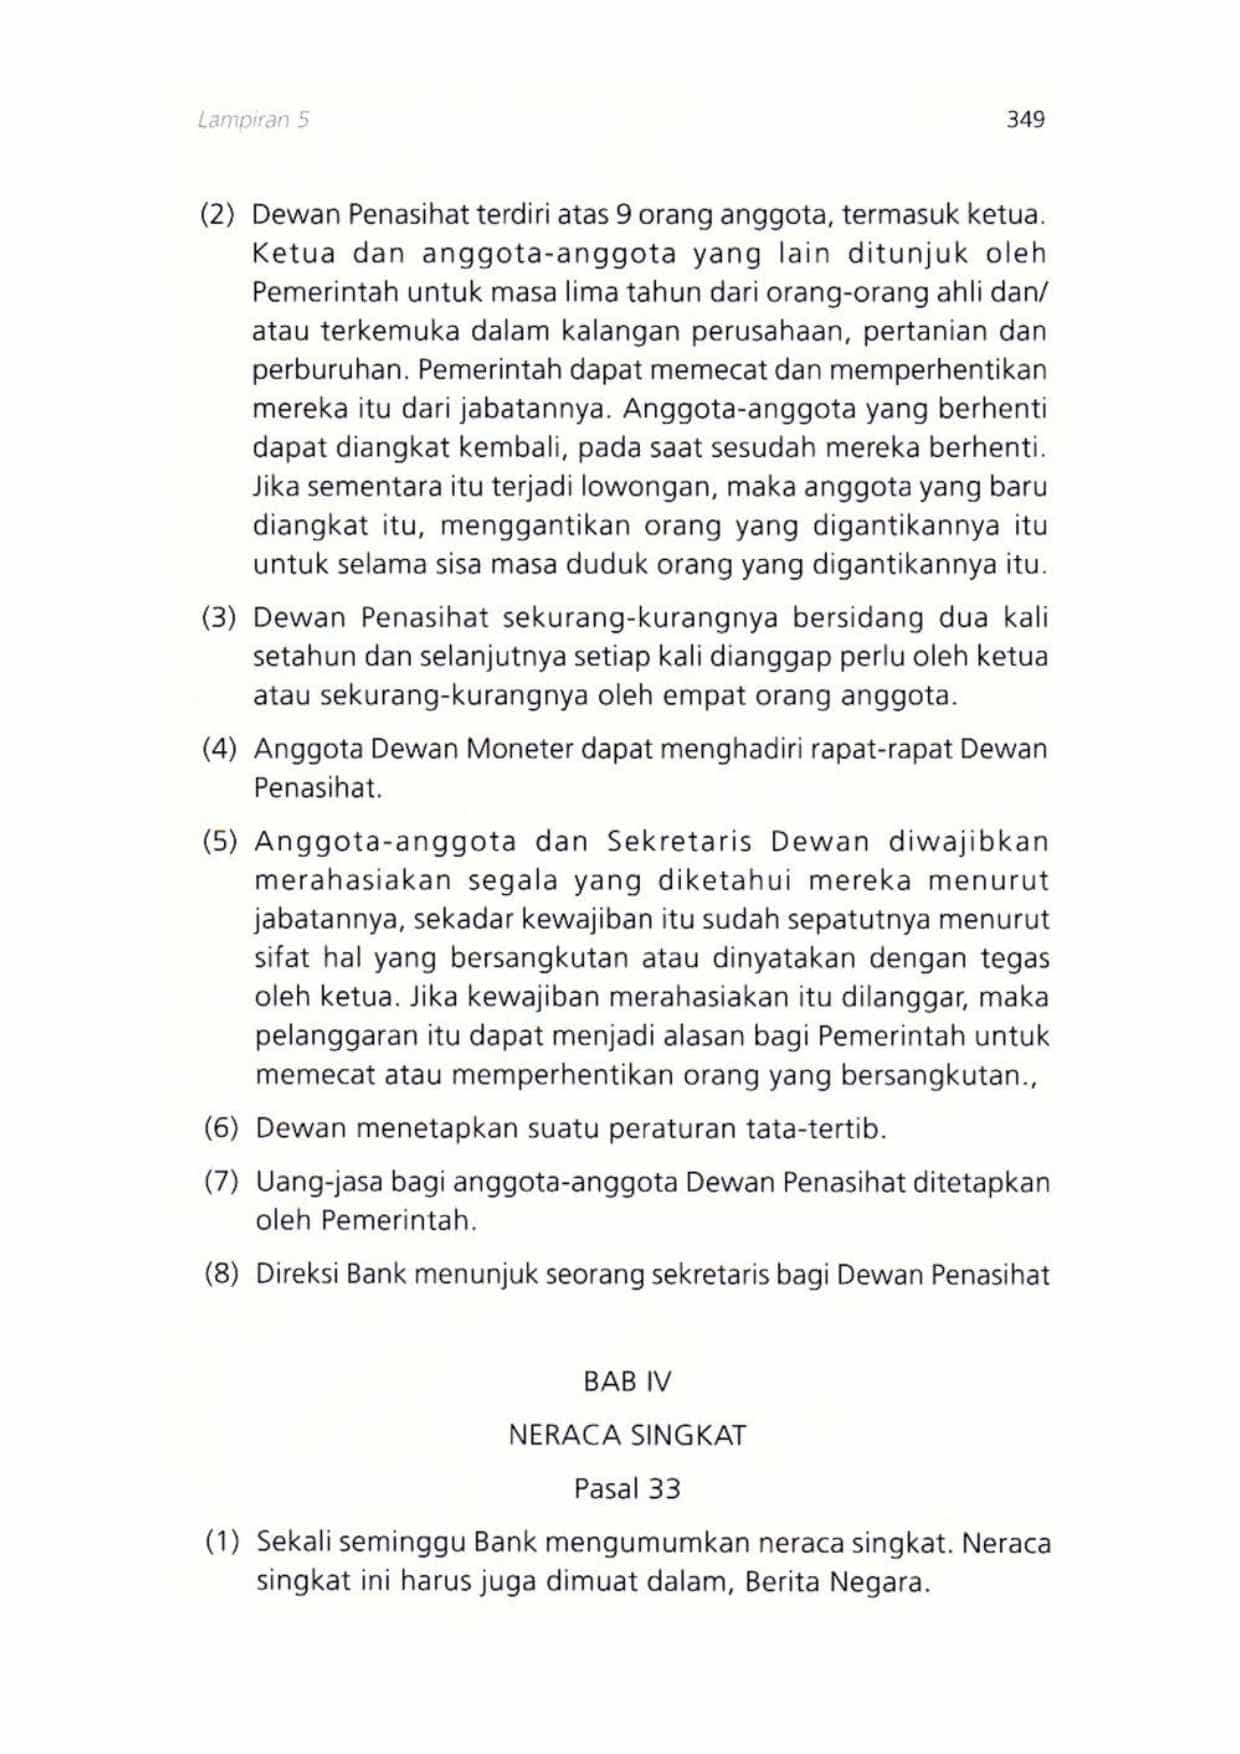 Lampiran 5
349
(2) Dewan Penasihat terdiri atas 9 orang anggota, termasuk ketua.
Ketua dan anggota-anggota yang lain ditunjuk oleh
Pemerintah untuk masa lima tahun dari orang-orang ahli dan/
atau terkemuka dalam kalangan perusahaan, pertanian dan
perburuhan. Pemerintah dapat memecat dan memperhentikan
mereka itu dari jabatannya. Anggota-anggota yang berhenti
dapat diangkat kembali, pada saat sesudah mereka berhenti.
Jika sementara itu terjadi lowongan, maka anggota yang baru
diangkat itu, menggantikan orang yang digantikannya itu
untuk selama sisa masa duduk orang yang digantikannya itu.
(3) Dewan Penasihat sekurang-kurangnya bersidang dua kali
setahun dan selanjutnya setiap kali dianggap perlu oleh ketua
atau sekurang-kurangnya oleh empat orang anggota.
(4) Anggota Dewan Moneter dapat menghadiri rapat-rapat Dewan
Penasihat.
(5) Anggota-anggota dan Sekretaris Dewan diwajibkan
merahasiakan segala yang diketahui mereka menurut
jabatannya, sekadar kewajiban itu sudah sepatutnya menurut
sifat hal yang bersangkutan atau dinyatakan dengan tegas
oleh ketua. Jika kewajiban merahasiakan itu dilanggar, maka
pelanggaran itu dapat menjadi alasan bagi Pemerintah untuk
memecat atau memperhentikan orang yang bersangkutan.,
(6) Dewan menetapkan suatu peraturan tata-tertib.
(7) Uang-jasa bagi anggota-anggota Dewan Penasihat ditetapkan
oleh Pemerintah.
(8) Direksi Bank menunjuk seorang sekretaris bagi Dewan Penasihat
BAB IV
NERACA SINGKAT
Pasal 33
(1) Sekali seminggu Bank mengumumkan neraca singkat. Neraca
singkat ini harus juga dimuat dalam, Berita Negara.